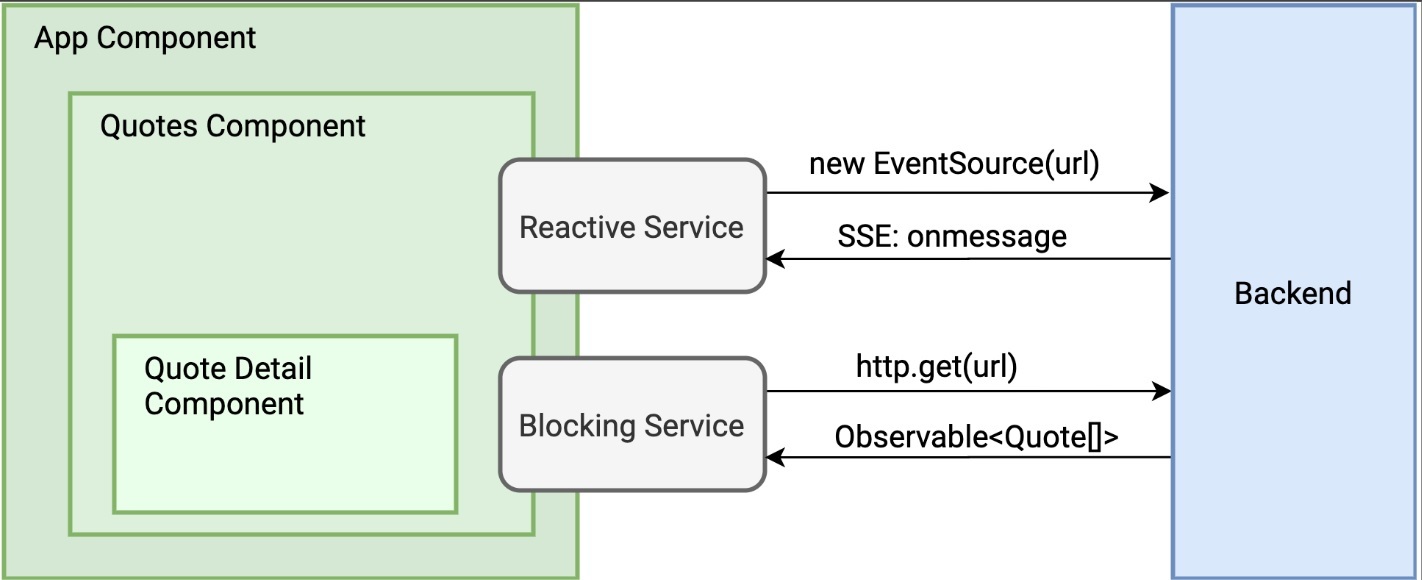 App Component
Quotes Component
Reactive Service
new EventSource(url)
SSE: onmessage
Backend
Quote Detail
Component
Blocking Service
http.get(url)
Observable<Quote[]>